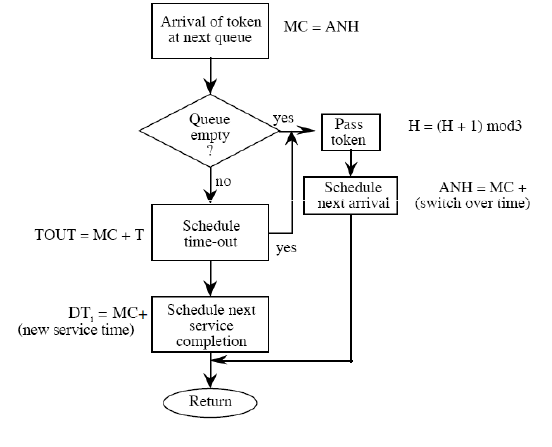 Arrival of token
at next queue
MC = ANH
Queue
empty
?
yes
Pass
token
H = (H + 1) mod3
no
Schedule
next arrival
ANH = MC +
(switch over time)
TOUT = MC + T
Schedule
time-out
yes
DTi = MC+
(new service time)
Schedule next
service
completion
Return